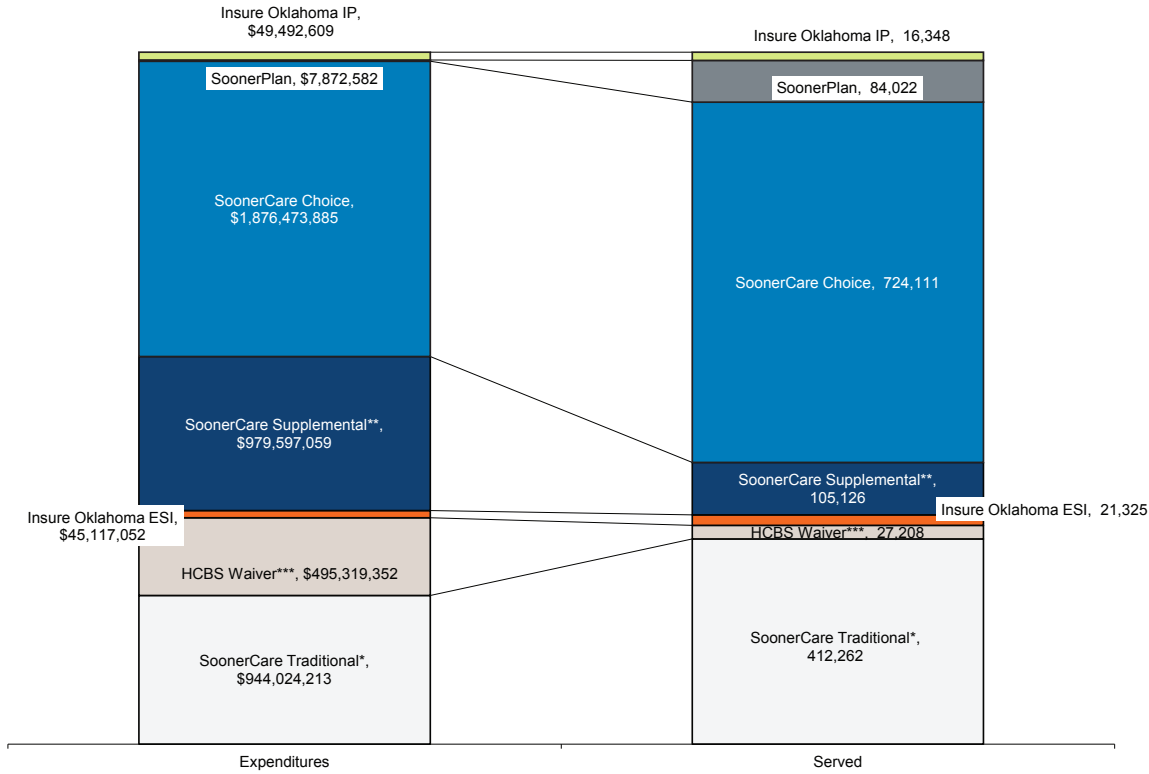 Insure Oklahoma IP,
$49,492,609
SoonerPlan, $7,872,582
SoonerCare Choice,
$1,876,473,885
SoonerCare Supplemental**,
$979,597,059
Insure Oklahoma ESI,
$45,117,052
HCBS Waiver***, $495,319,352
SoonerCare Traditional*,
$944,024,213
Expenditures
Insure Oklahoma IP, 16,348
SoonerPlan, 84,022
SoonerCare Choice, 724,111
SoonerCare Supplemental**,
105,126
Insure Oklahoma ESI, 21,325
HCBS Waiver***, 27,208
SoonerCare Traditional*,
412,262
Served